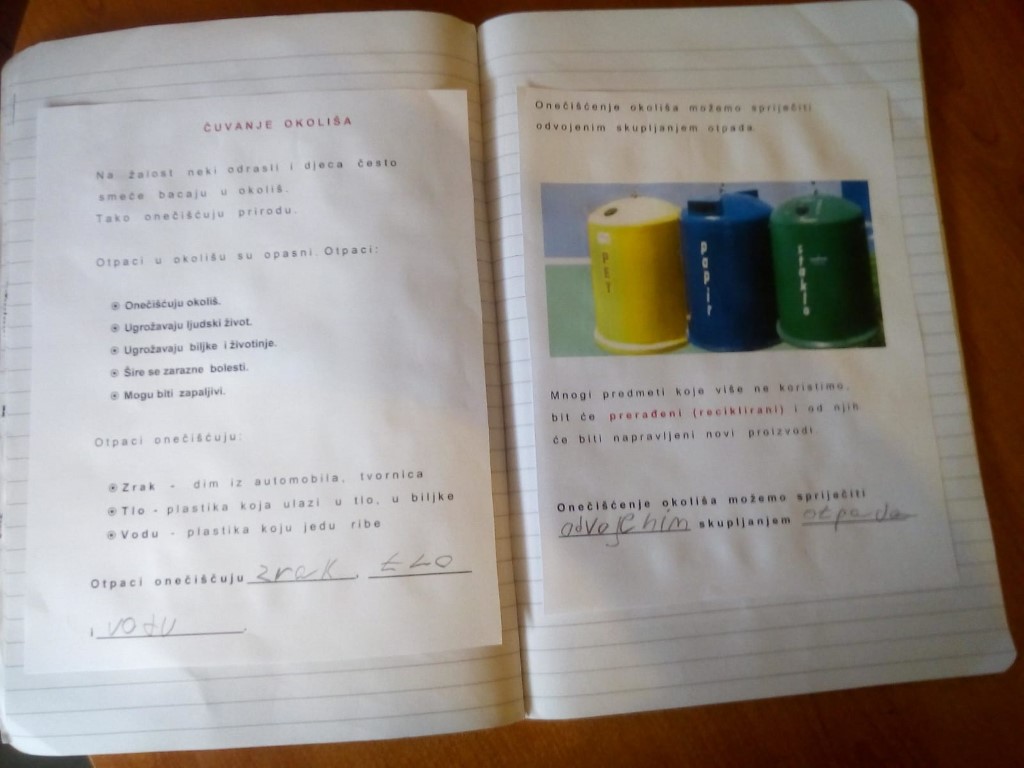 ČUVANJE OKOLIŠA
Na žalost neki odrasli i djeca često
smeće bacaju u okoliš.
Tako onečišćuju prirodu.
Otpaci u okolišu su opasni. Otpaci:
Onečišćuju okoliš.
Ugrožavaju ljudski život.
Ugrožavaju biljke i životinje.
Šire se zarazne bolesti.
Mogu biti zapaljivi.
Otpaci onečišćuju:
Zrak - dim iz automobila, tvornica
Tlo - plastika koja ulazi u tlo, u biljke
Vodu - plastika koju jedu ribe
Otpaci onečišćuju zrak, tLo
i vodu.
Onečišćenje okoliša možemo spriječiti
odvojenim skupljanjem otpada.
PET
papir
staklo
Mnogi predmeti koje više ne koristimo,
bit će prerađeni (reciklirani) i od njih
će biti napravljeni novi proizvodi.
Onečišćenje okoliša možemo spriječiti
odvojenim skupljanjem otpada